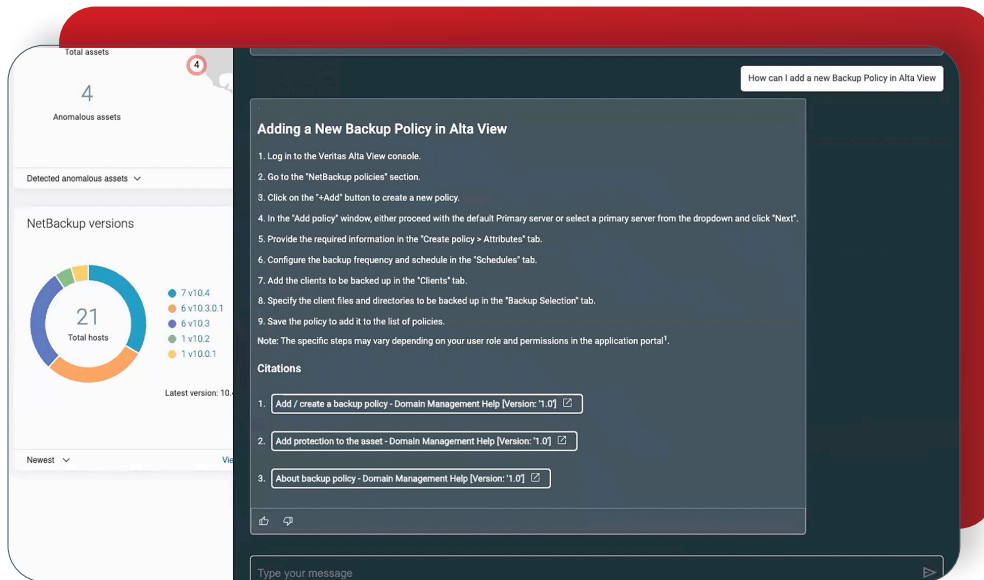 Total assets
4
4
Anomalous assets
Detected anomalous assets
NetBackup versions
21
Total hosts
7 v10.4
6 v10.3.0.1
6 v10.3
1 v10.2
1 v10.0.1
Latest version: 10.
Newest
Vie
How can I add a new Backup Policy in Alta View
Adding a New Backup Policy in Alta View
1. Log in to the Veritas Alta View console.
2. Go to the "NetBackup policies" section.
3. Click on the "+Add" button to create a new policy.
4. In the "Add policy" window, either proceed with the default Primary server or select a primary server from the dropdown and click "Next".
5. Provide the required information in the "Create policy > Attributes" tab.
6. Configure the backup frequency and schedule in the "Schedules" tab.
7. Add the clients to be backed up in the "Clients" tab.
8. Specify the client files and directories to be backed up in the "Backup Selection" tab.
9. Save the policy to add it to the list of policies.
Note: The specific steps may vary depending on your user role and permissions in the application portal¹.
Citations
1. Add / create a backup policy - Domain Management Help [Version: '1.0']
2. Add protection to the asset - Domain Management Help [Version: '1.0']
3. About backup policy - Domain Management Help [Version: '1.0']
Type your message